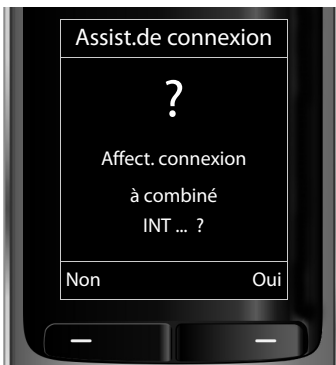 Assist.de connexion
?
Affect. connexion
à combiné
INT ... ?
Non Oui